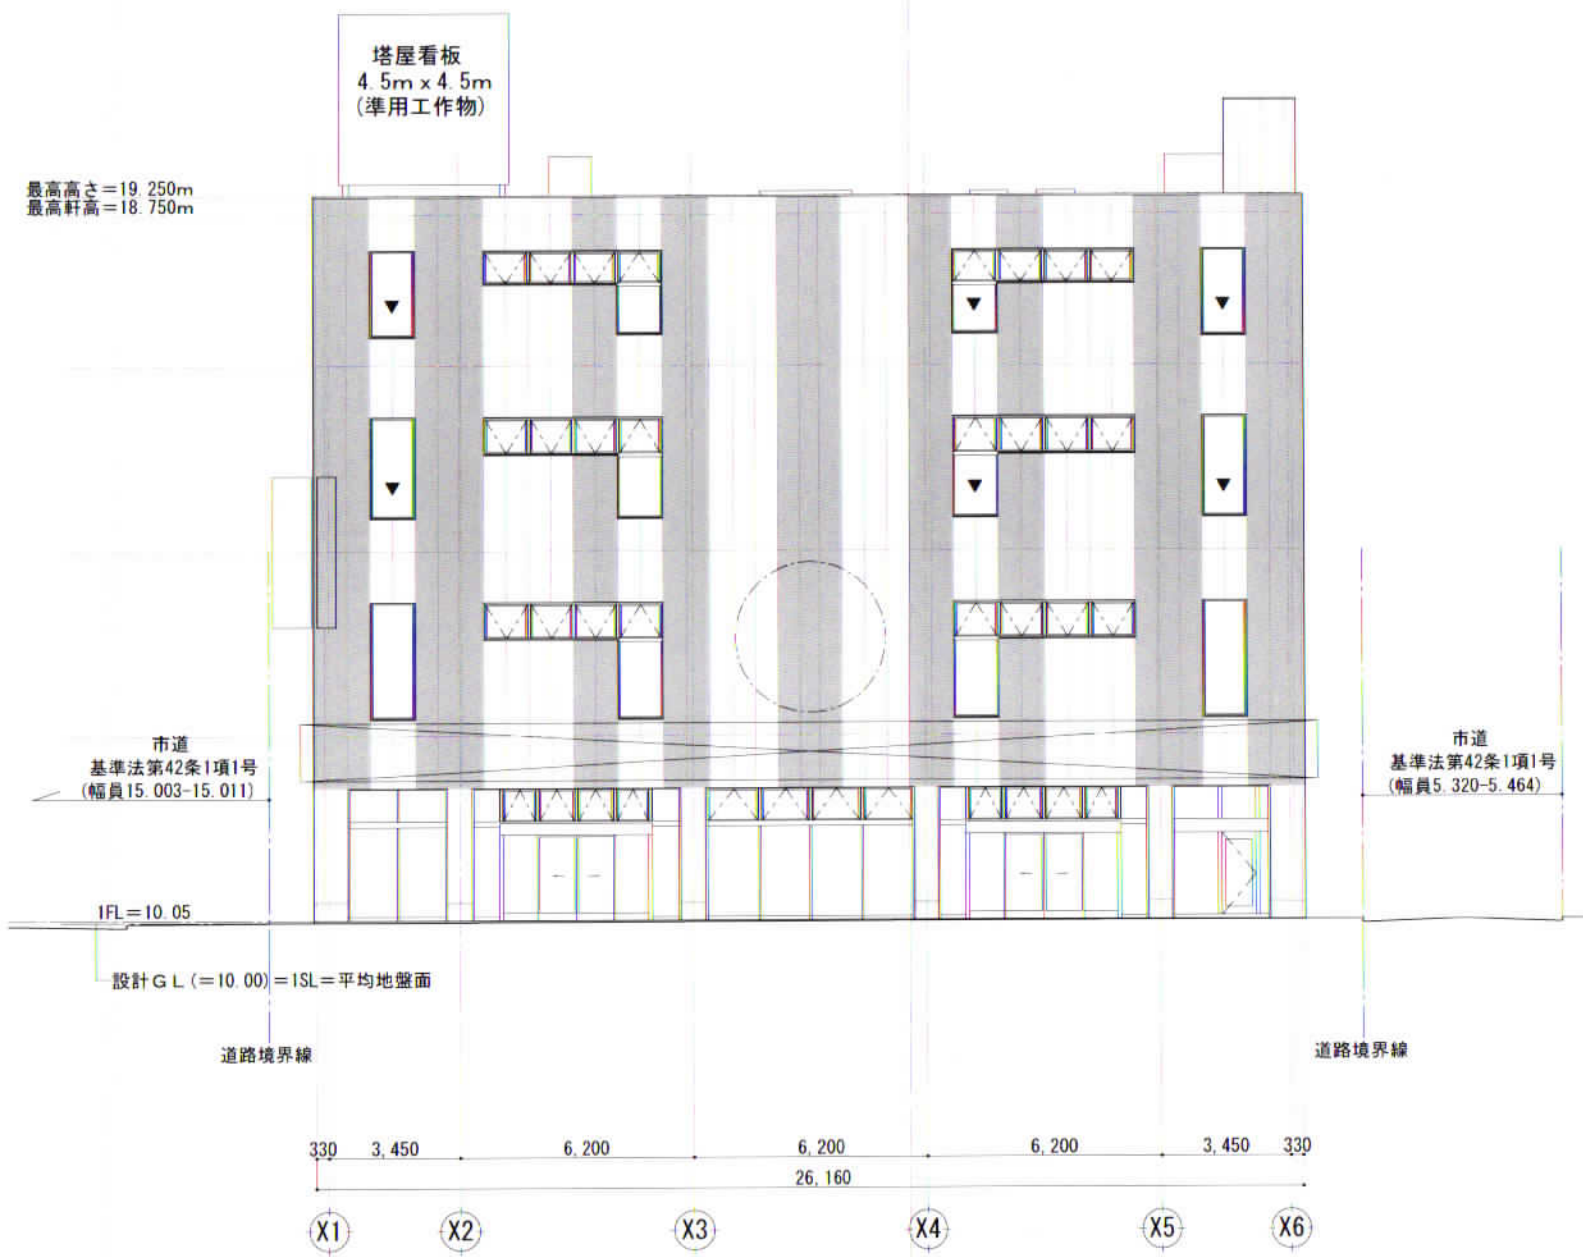 塔屋看板
4.5m x 4.5m
(準用工作物)
最高高さ=19.250m
最高軒高=18.750m
市道
基準法第42条1項1号
(幅員15.003-15.011)
市道
基準法第42条1項1号
(幅員5.320-5.464)
1FL=10.05
設計GL(=10.00)=1SL=平均地盤面
道路境界線
道路境界線
330 3,450 6,200 6,200 6,200 3,450 330
26,160
X1 X2 X3 X4 X5 X6